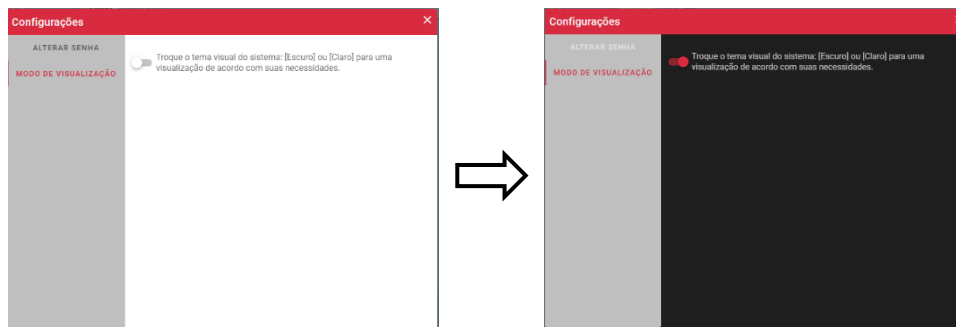 Configurações
ALTERAR SENHA
MODO DE VISUALIZAÇÃO
Troque o tema visual do sistema: [Escuro] ou [Claro] para uma
visualização de acordo com suas necessidades.
Configurações
ALTERAR SENHA
MODO DE VISUALIZAÇÃO
Troque o tema visual do sistema: [Escuro] ou [Claro] para uma
visualização de acordo com suas necessidades.